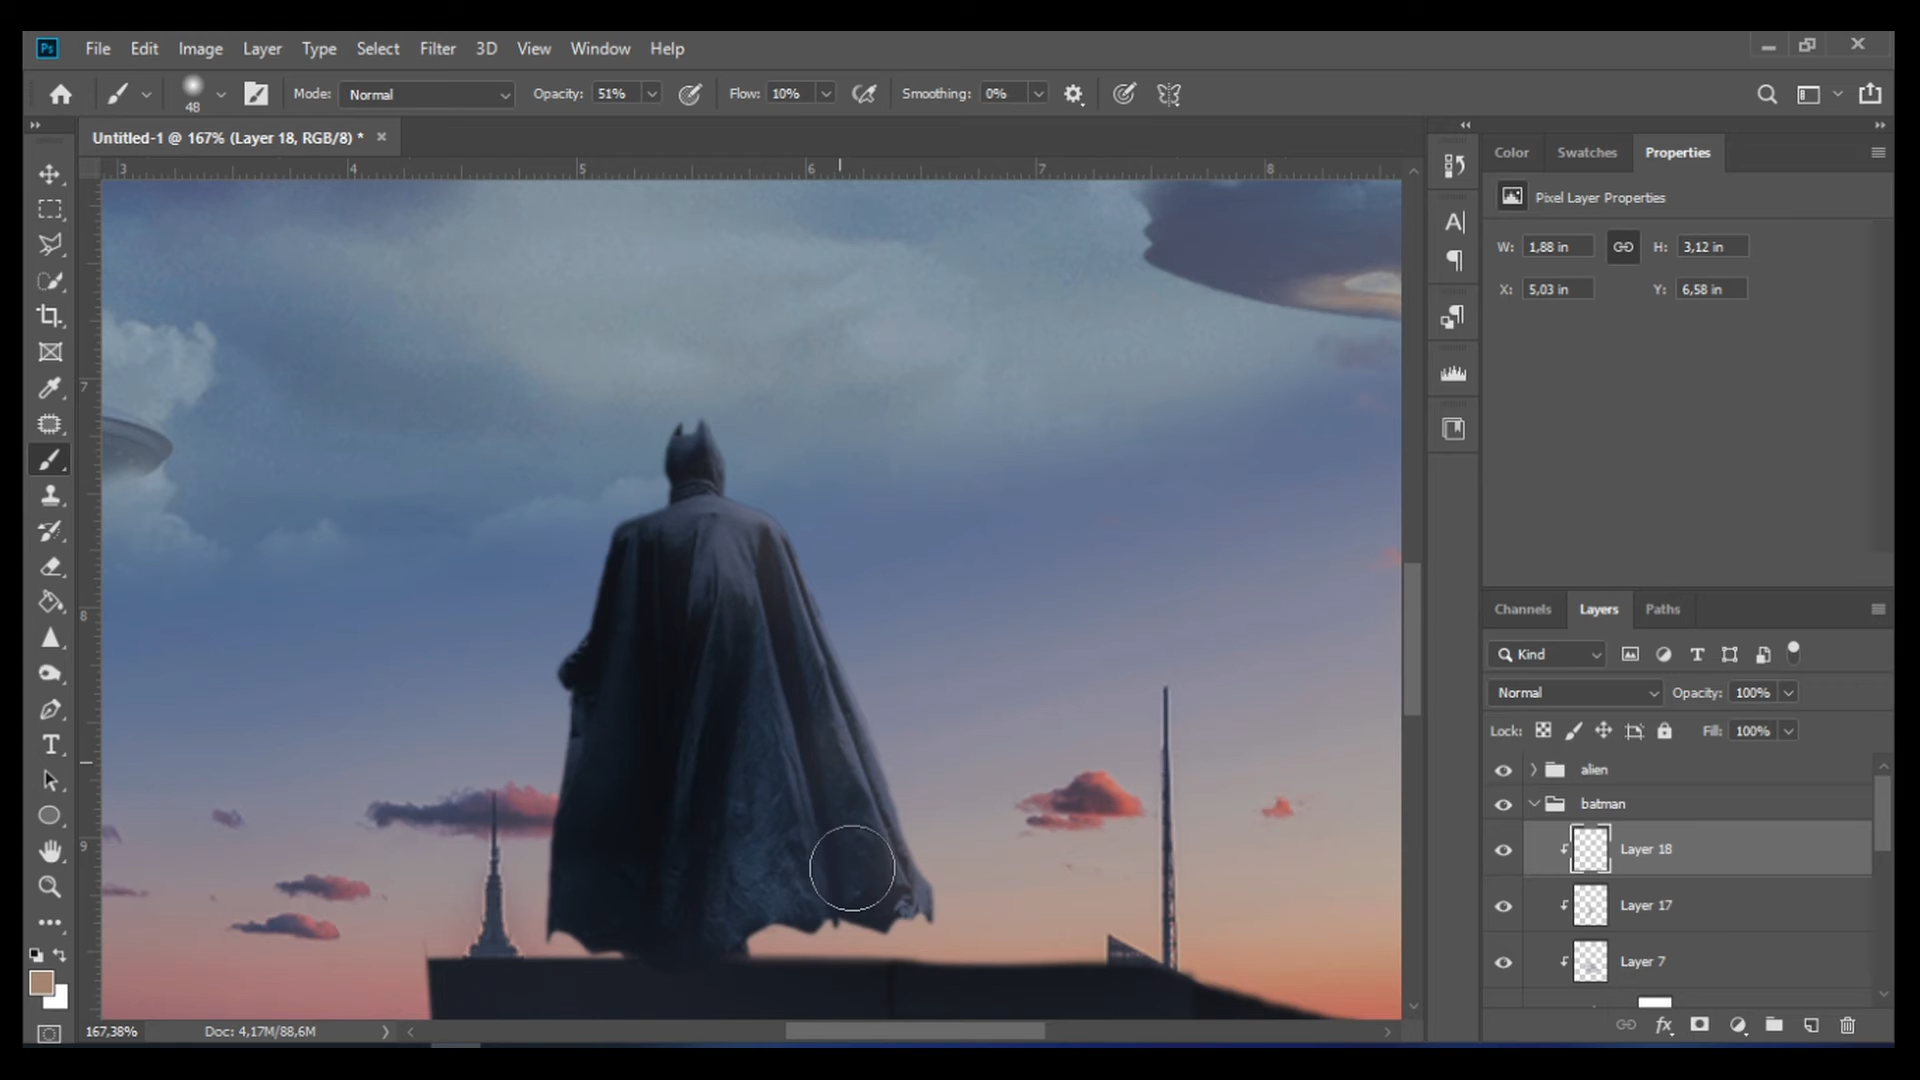 Ps File Edit Image Layer Type Select Filter 3D View Window Help
48 Mode: Normal Opacity: 51% Flow: 10% Smoothing: 0%
Untitled-1 @ 167% (Layer 18, RGB/8) *
Color Swatches Properties
3 4 5 6 7 8
Pixel Layer Properties
W: 1,88 in H: 3,12 in
X: 5,03 in Y: 6,58 in
7
8
9
Channels Layers Paths
Kind
Normal Opacity: 100%
Lock: Fill: 100%
alien
batman
Layer 18
Layer 17
Layer 7
167,38% Doc: 4,17M/88,6M
fx